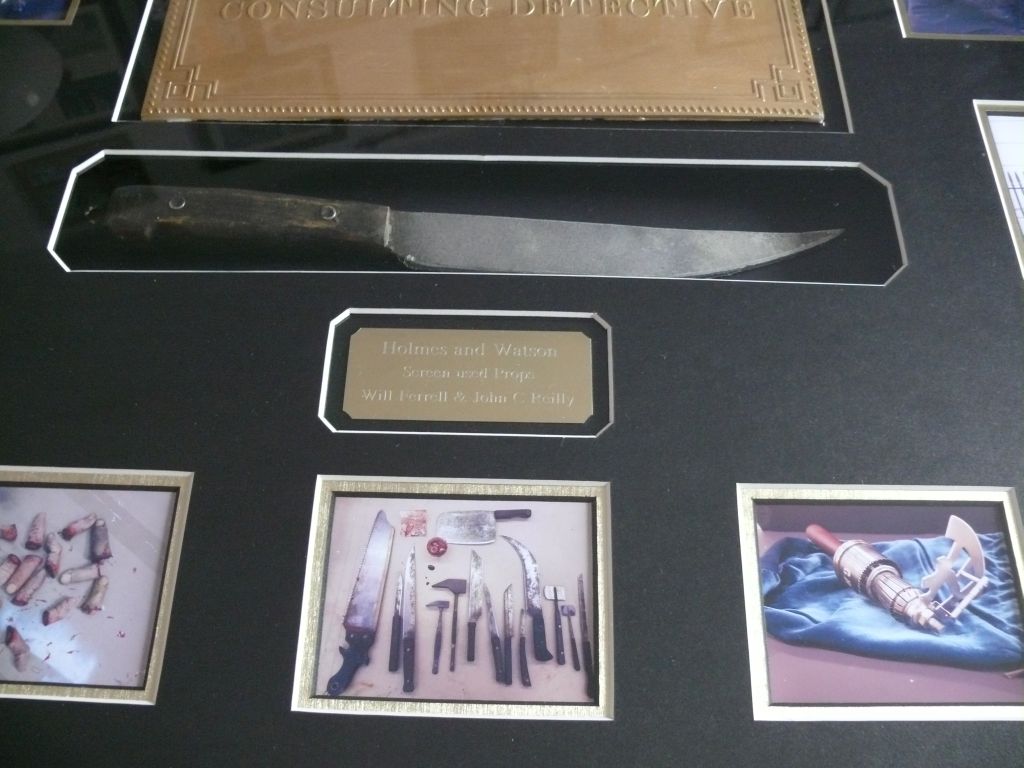 CONSULTING DETECTIVE
Holmes and Watson
Screen used Props
Will Ferrell & John C Reilly